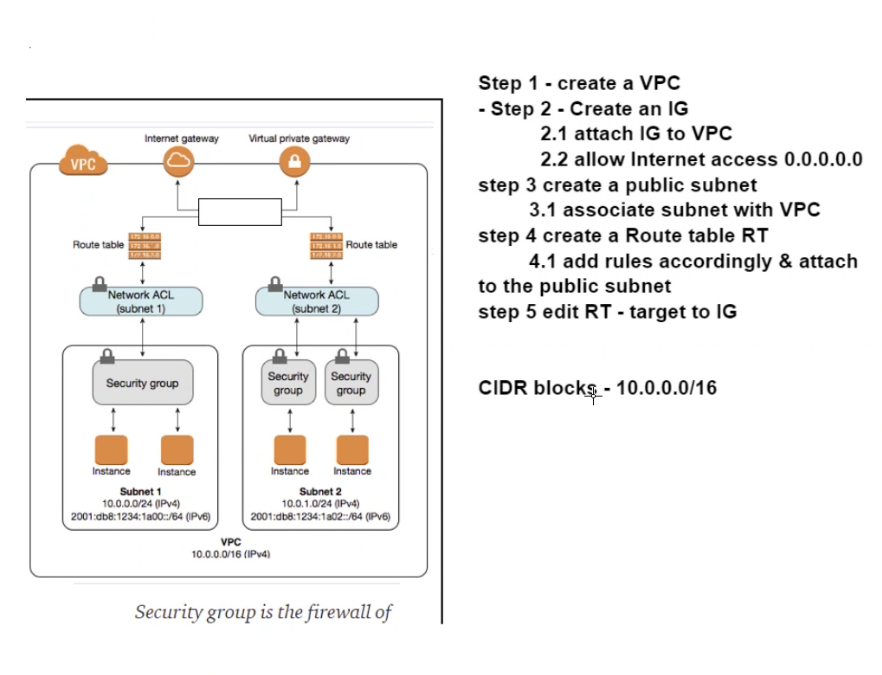 Internet gateway Virtual private gateway
VPC
Route table
Route table
Network ACL
(subnet 1)
Network ACL
(subnet 2)
Security group
Security
group
Security
group
Instance
Instance
Instance
Instance
Subnet 1
10.0.0.0/24 (IPv4)
2001:db8:1234:1a00::/64 (IPv6)
Subnet 2
10.0.1.0/24 (IPv4)
2001:db8:1234:1a02::/64 (IPv6)
VPC
10.0.0.0/16 (IPv4)
Security group is the firewall of
Step 1 - create a VPC
- Step 2 - Create an IG
2.1 attach IG to VPC
2.2 allow Internet access 0.0.0.0.0
step 3 create a public subnet
3.1 associate subnet with VPC
step 4 create a Route table RT
4.1 add rules accordingly & attach
to the public subnet
step 5 edit RT - target to IG
CIDR blocks - 10.0.0.0/16